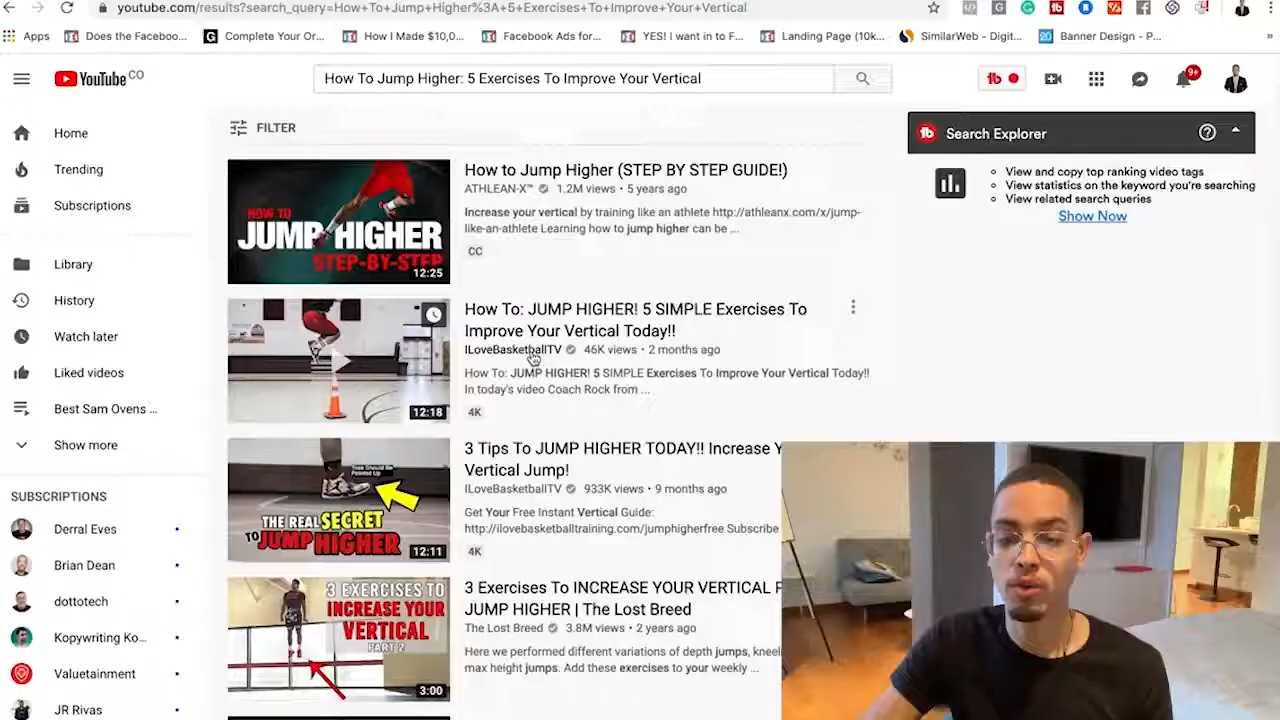 youtube.com/results?search_query=How+To+Jump+Higher%3A+5+Exercises+To+Improve+Your+Vertical
Apps
Does the Faceboo...
Complete Your Or...
How I Made $10,0...
Facebook Ads for...
YES! I want in to F...
Landing Page (10k...
SimilarWeb - Digit...
Banner Design - P...
YouTube CO
How To Jump Higher: 5 Exercises To Improve Your Vertical
9+
Home
Trending
Subscriptions
Library
History
Watch later
Liked videos
Best Sam Ovens ...
Show more
SUBSCRIPTIONS
Derral Eves
Brian Dean
dottotech
Kopywriting Ko...
Valuetainment
JR Rivas
FILTER
HOW TO
JUMP HIGHER
STEP-BY-STEP
12:25
How to Jump Higher (STEP BY STEP GUIDE!)
ATHLEAN-X™ 1.2M views • 5 years ago
Increase your vertical by training like an athlete http://athleanx.com/x/jump-
like-an-athlete Learning how to jump higher can be ...
CC
12:18
How To: JUMP HIGHER! 5 SIMPLE Exercises To
Improve Your Vertical Today!!
ILoveBasketballTV 46K views • 2 months ago
How To: JUMP HIGHER! 5 SIMPLE Exercises To Improve Your Vertical Today!!
In today's video Coach Rock from ...
4K
Toes Should Be
Pointed Up
THE REAL SECRET
TO JUMP HIGHER
12:11
3 Tips To JUMP HIGHER TODAY!! Increase Y
Vertical Jump!
ILoveBasketballTV 933K views • 9 months ago
Get Your Free Instant Vertical Guide:
http://ilovebasketballtraining.com/jumphigherfree Subscribe
4K
3 EXERCISES TO
INCREASE YOUR
VERTICAL
PART 2
3:00
3 Exercises To INCREASE YOUR VERTICAL
JUMP HIGHER | The Lost Breed
The Lost Breed 3.8M views • 2 years ago
Here we performed different variations of depth jumps, kneel
max height jumps. Add these exercises to your weekly ...
Search Explorer
View and copy top ranking video tags
View statistics on the keyword you're searching
View related search queries
Show Now